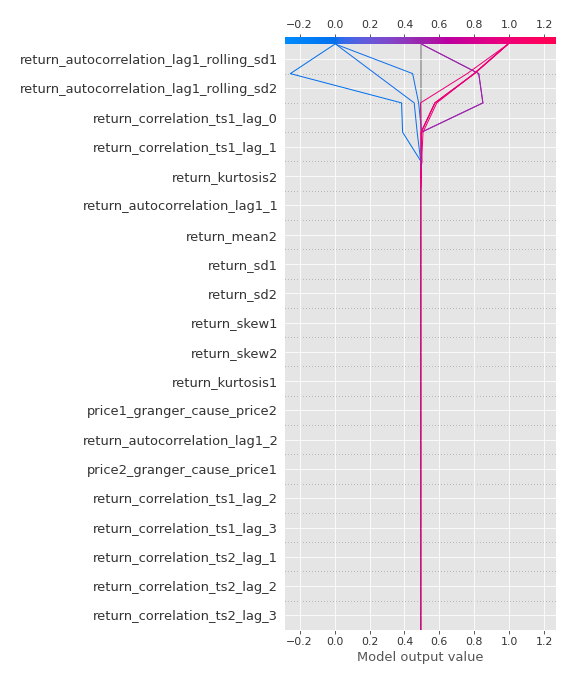 −0.2 0.0 0.2 0.4 0.6 0.8 1.0 1.2
return_autocorrelation_lag1_rolling_sd1
return_autocorrelation_lag1_rolling_sd2
return_correlation_ts1_lag_0
return_correlation_ts1_lag_1
return_kurtosis2
return_autocorrelation_lag1_1
return_mean2
return_sd1
return_sd2
return_skew1
return_skew2
return_kurtosis1
price1_granger_cause_price2
return_autocorrelation_lag1_2
price2_granger_cause_price1
return_correlation_ts1_lag_2
return_correlation_ts1_lag_3
return_correlation_ts2_lag_1
return_correlation_ts2_lag_2
return_correlation_ts2_lag_3
−0.2 0.0 0.2 0.4 0.6 0.8 1.0 1.2
Model output value